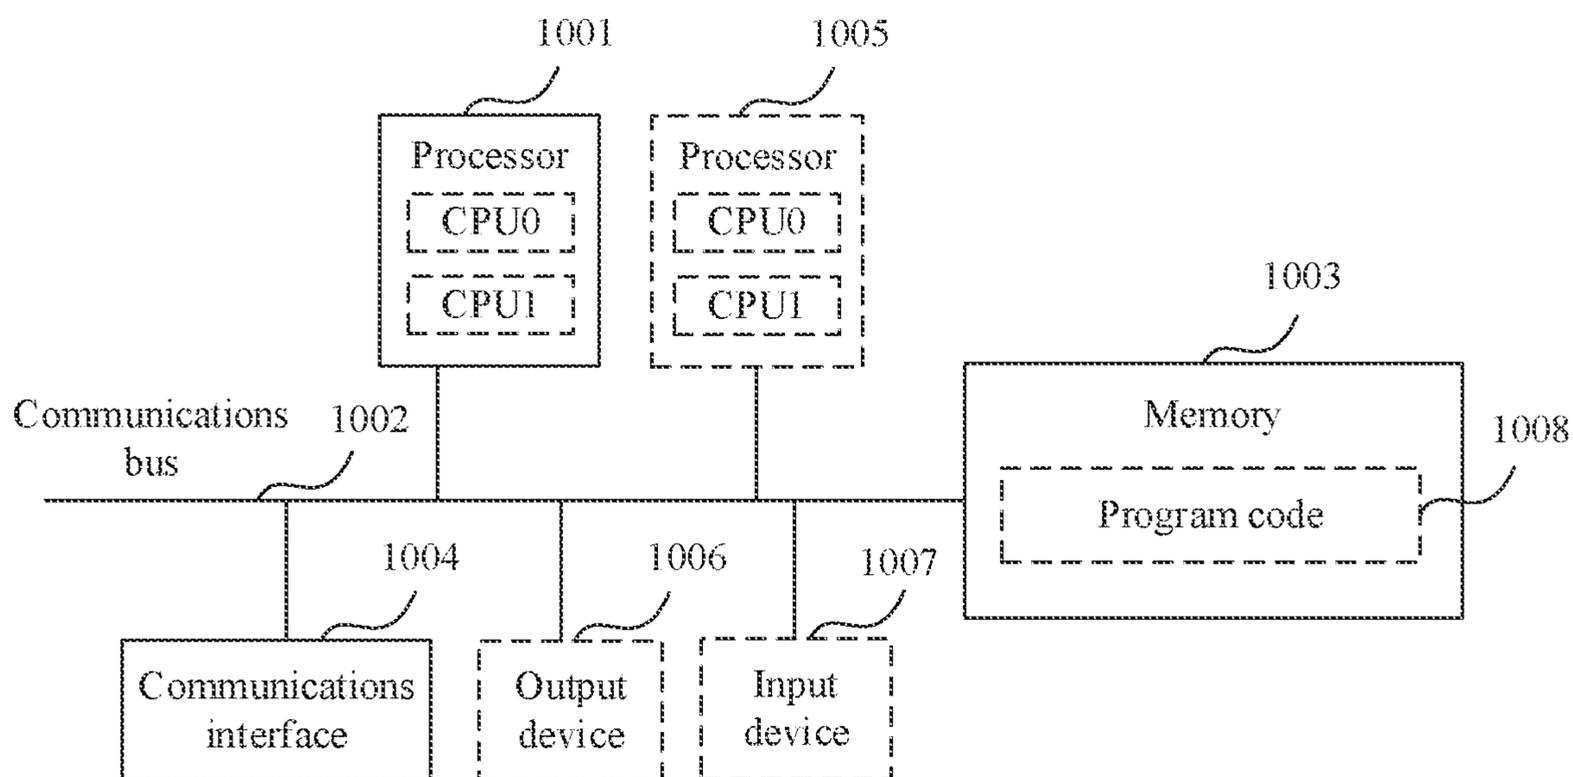 1001
1005
Processor
CPU0
CPU1
Processor
CPU0
CPU1
1003
Memory
1008
Program code
Communications
bus
1002
1004
1006
1007
Communications
interface
Output
device
Input
device